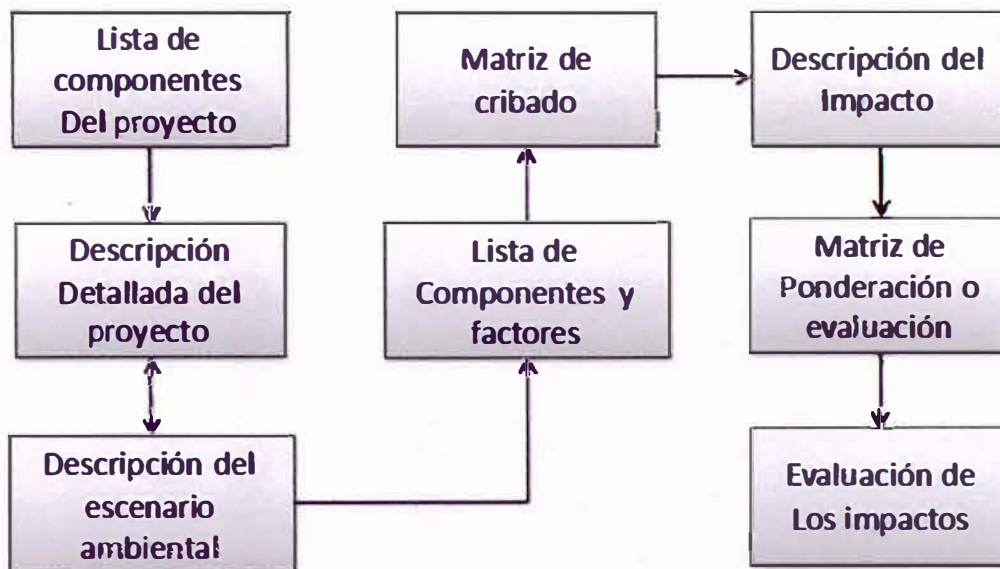 Lista de
componentes
Del proyecto
Descripción
Detallada del
proyecto
Descripción del
escenario
ambiental
Lista de
Componentes y
factores
Matriz de
cribado
Descripción del
Impacto
Matriz de
Ponderación o
evaluación
Evaluación de
Los impactos